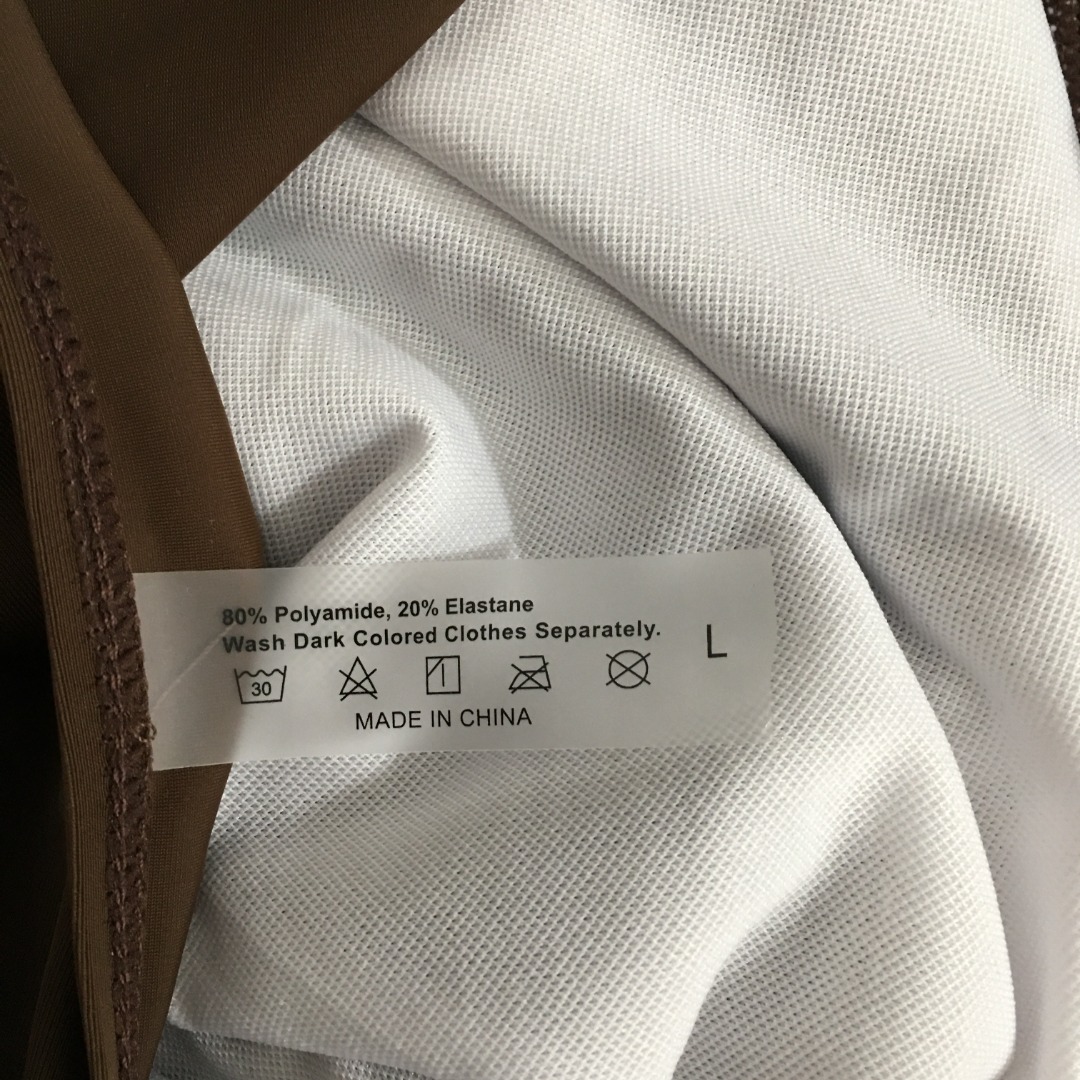 80% Polyamide, 20% Elastane
Wash Dark Colored Clothes Separately.
L
30
MADE IN CHINA